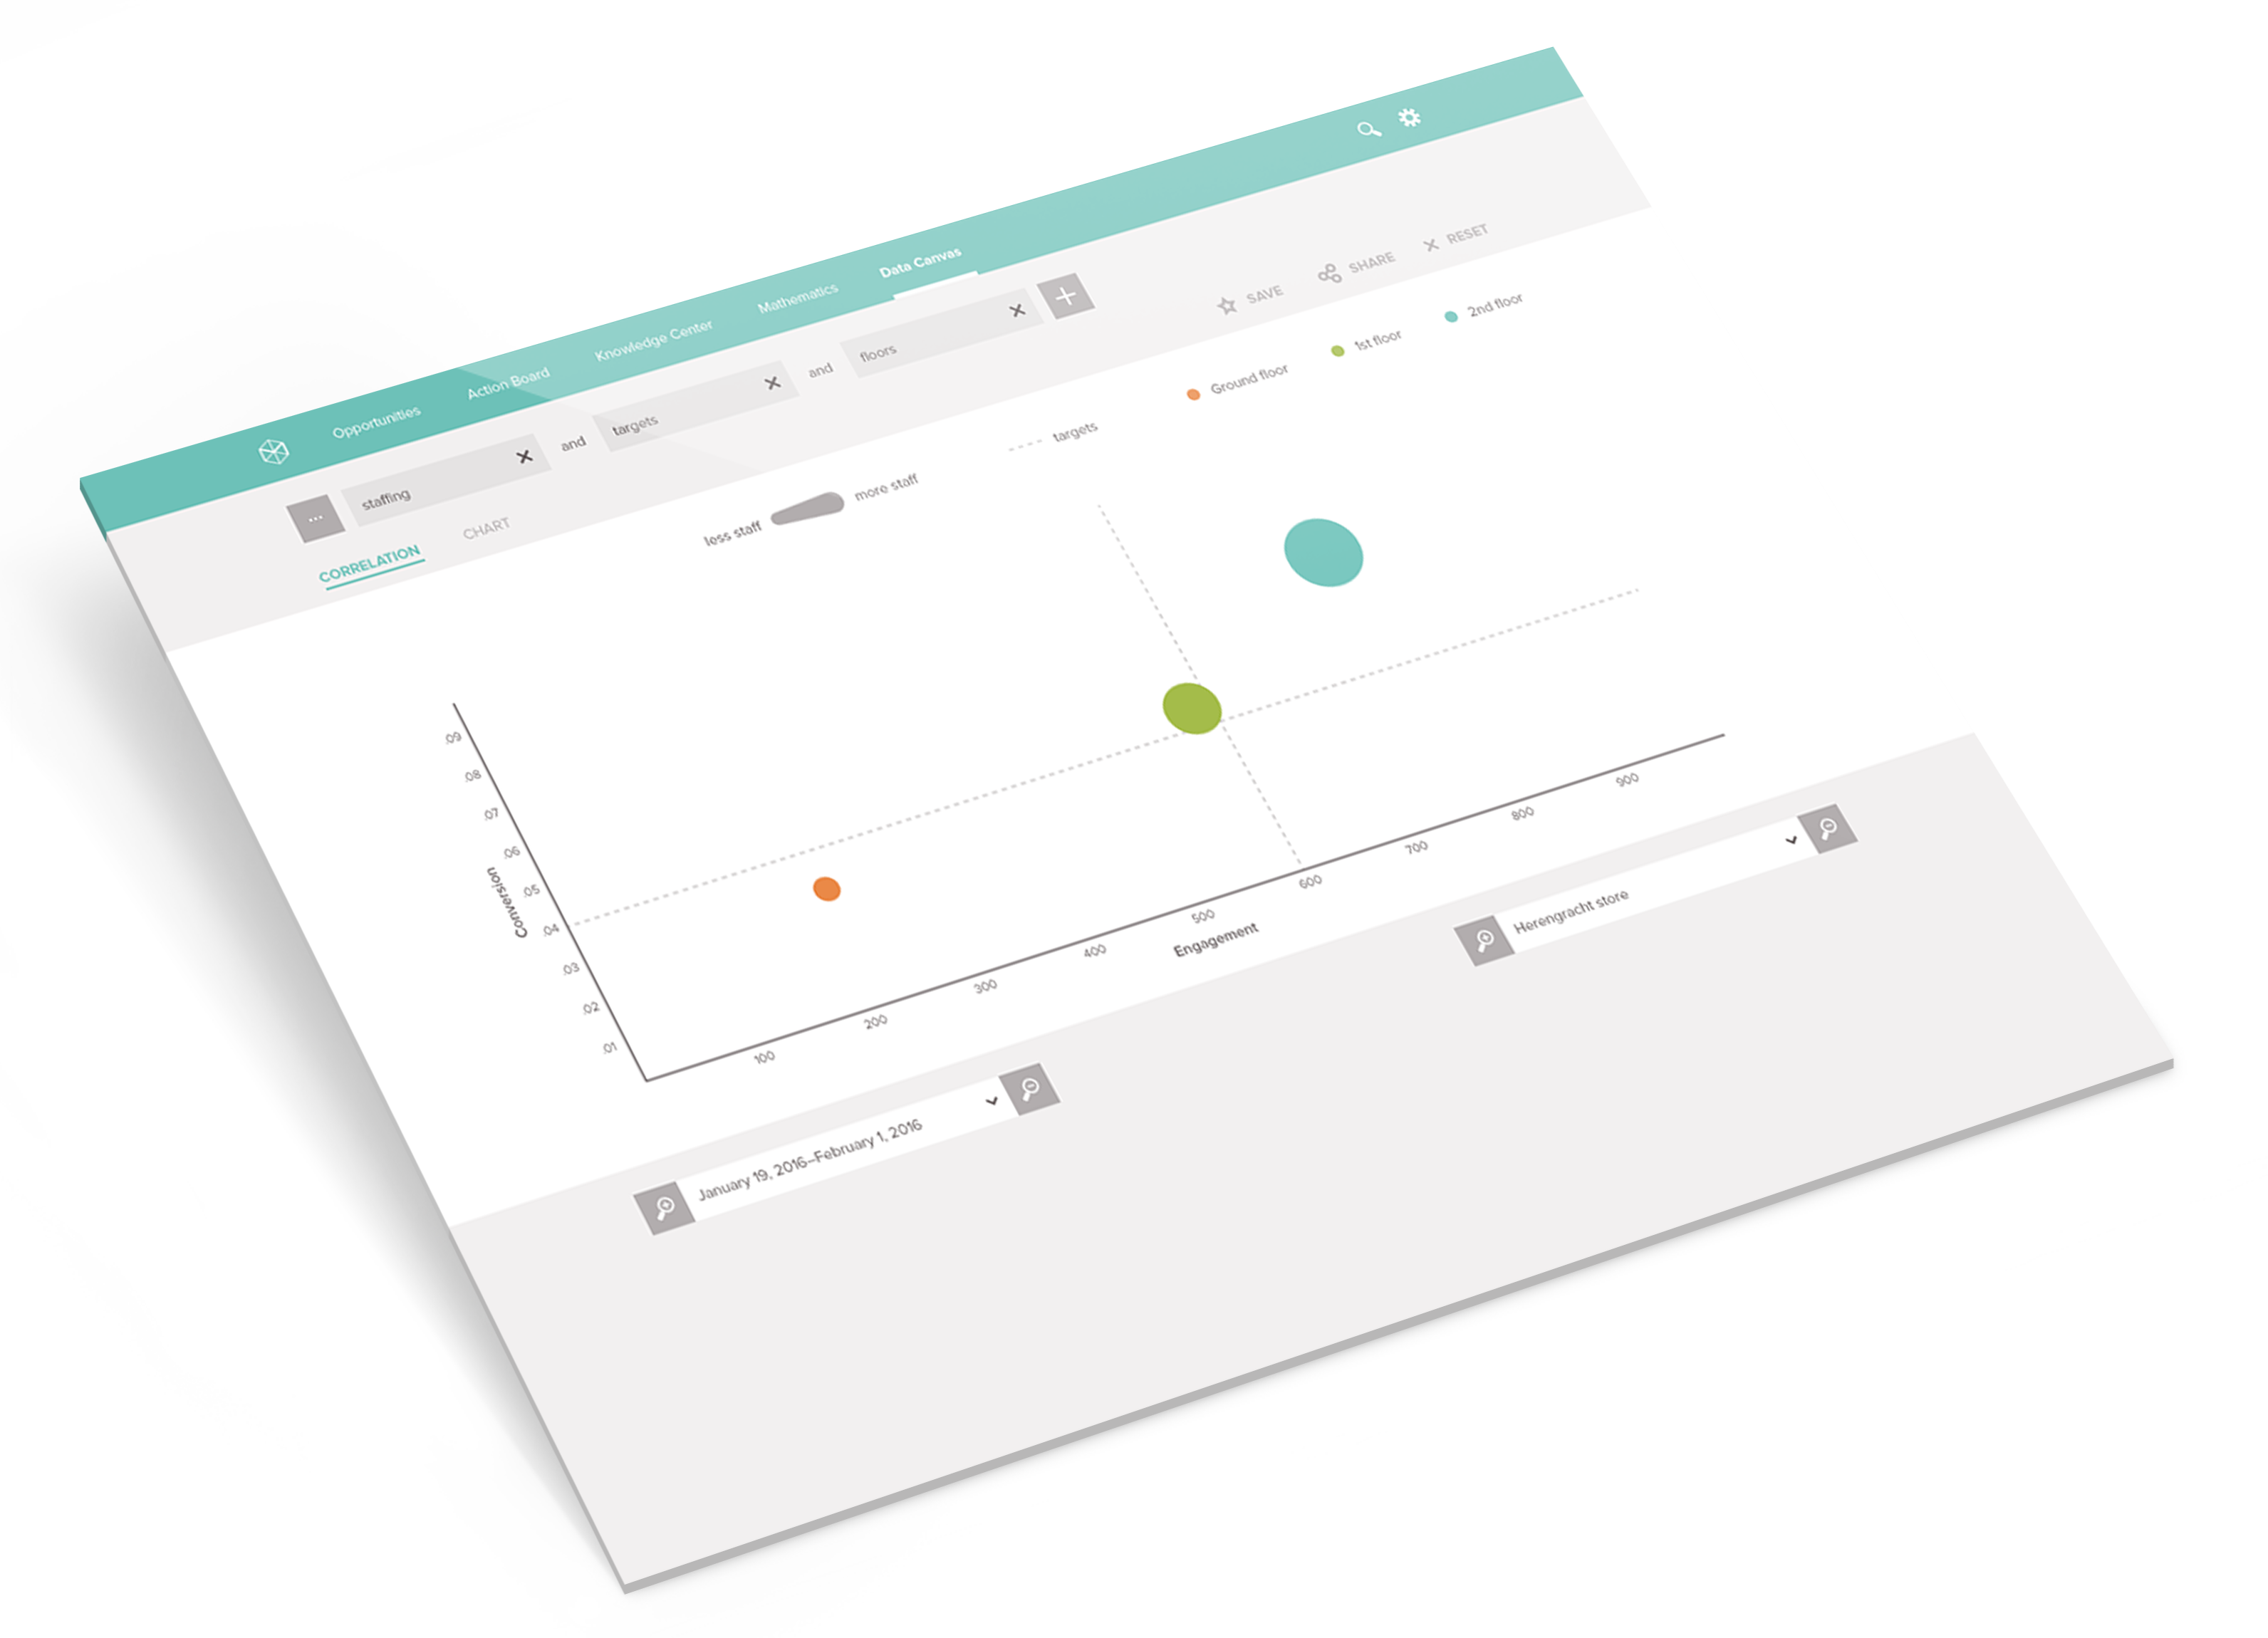 Opportunities
Action Board
Knowledge Center
Mathematics
Data Canvas
...
staffing
and
targets
and
floors
CORRELATION
CHART
SAVE
SHARE
RESET
less staff
more staff
targets
Ground floor
1st floor
2nd floor
.09
.08
.07
.06
.05
.04
.03
.02
.01
Conversion
100
200
300
400
500
600
700
800
900
Engagement
January 19, 2016–February 1, 2016
Herengracht store